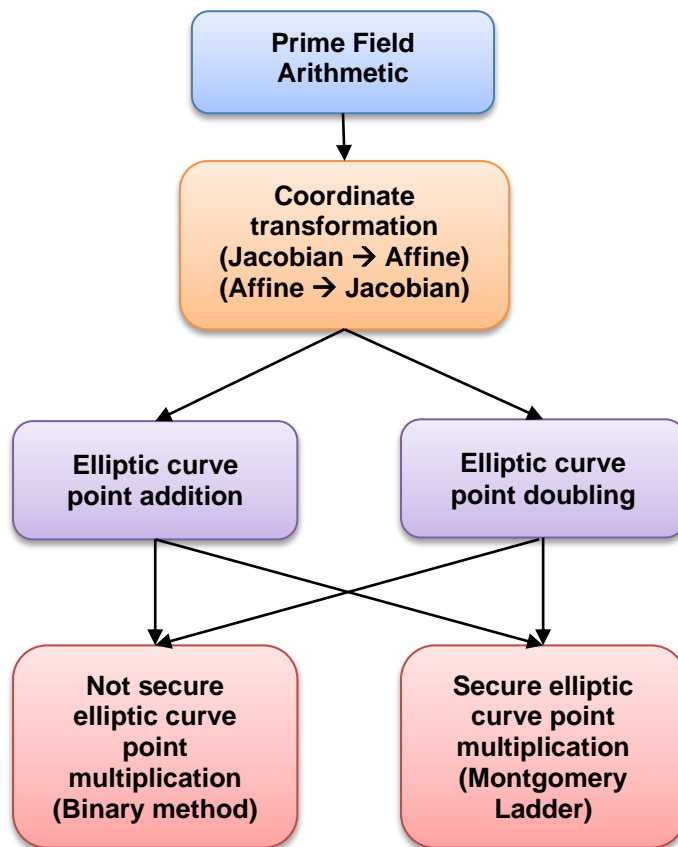 Prime Field
Arithmetic
Coordinate
transformation
(Jacobian → Affine)
(Affine → Jacobian)
Elliptic curve
point addition
Elliptic curve
point doubling
Not secure
elliptic curve
point
multiplication
(Binary method)
Secure elliptic
curve point
multiplication
(Montgomery
Ladder)